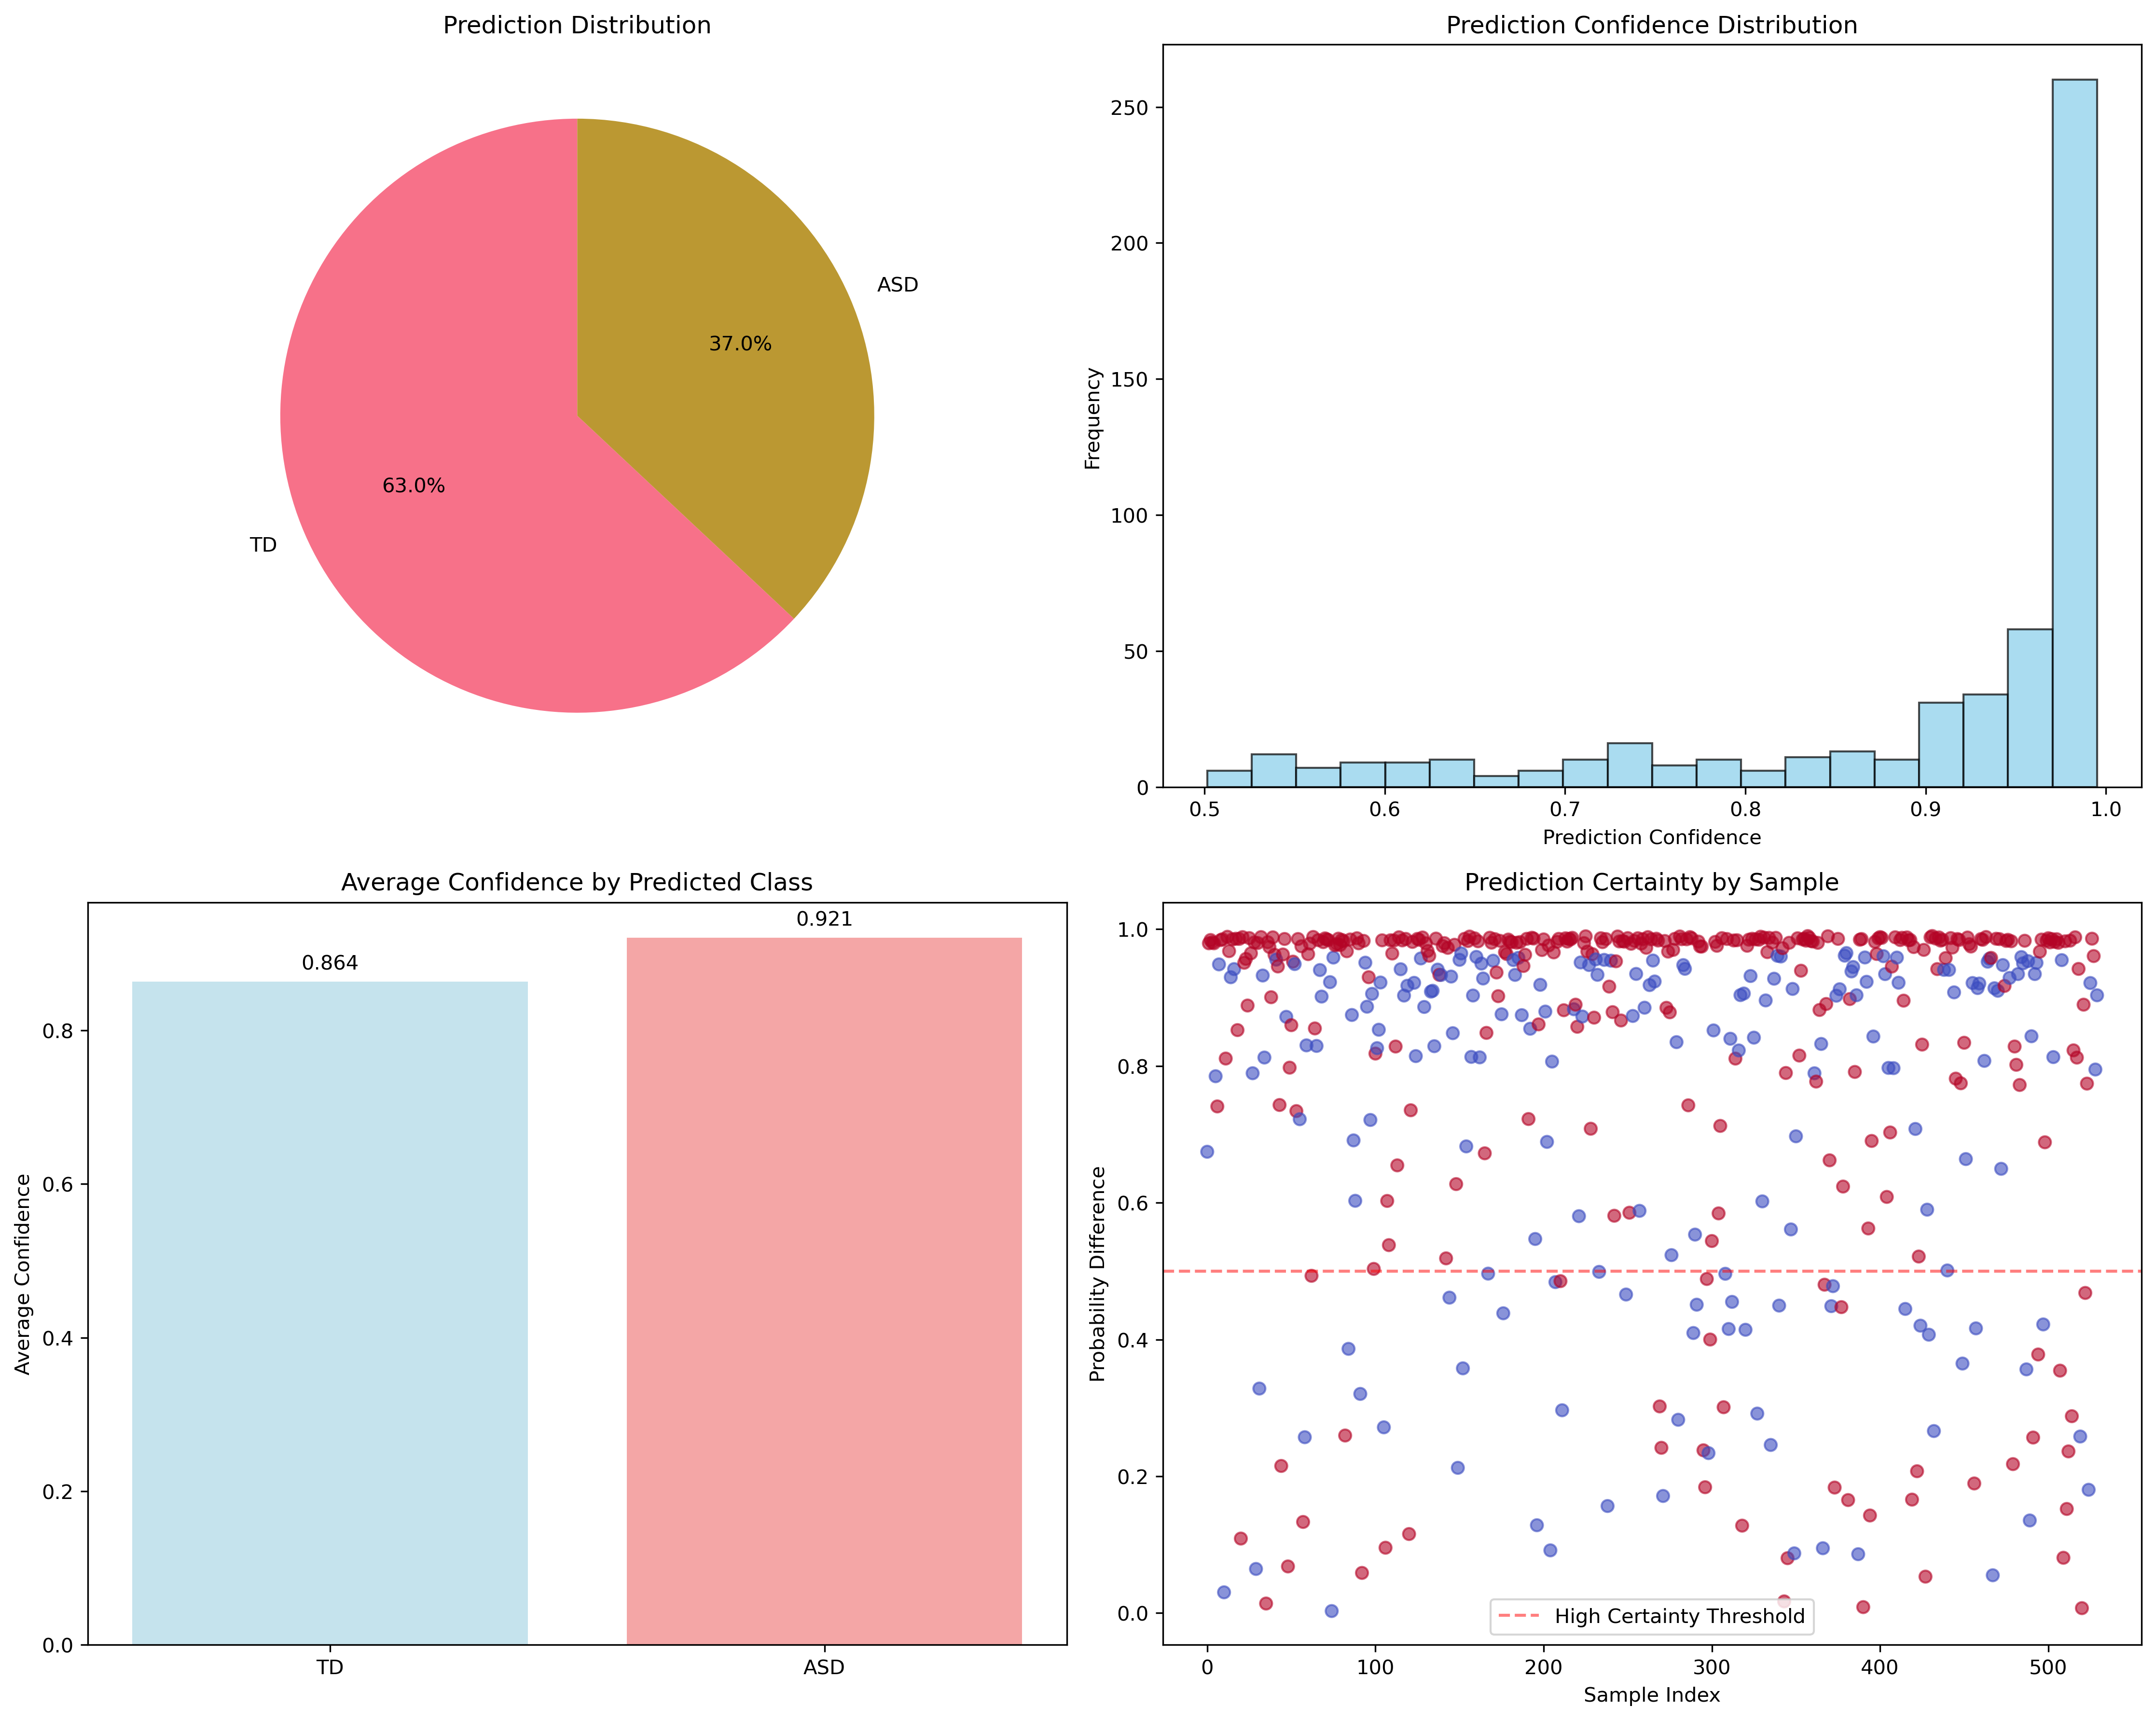 Prediction Distribution
ASD
37.0%
63.0%
TD
Prediction Confidence Distribution
Frequency
250
200
150
100
50
0
0.5 0.6 0.7 0.8 0.9 1.0
Prediction Confidence
Average Confidence by Predicted Class
Average Confidence
0.921
0.864
0.8
0.6
0.4
0.2
0.0
TD ASD
Prediction Certainty by Sample
Probability Difference
1.0
0.8
0.6
0.4
0.2
0.0
High Certainty Threshold
0 100 200 300 400 500
Sample Index